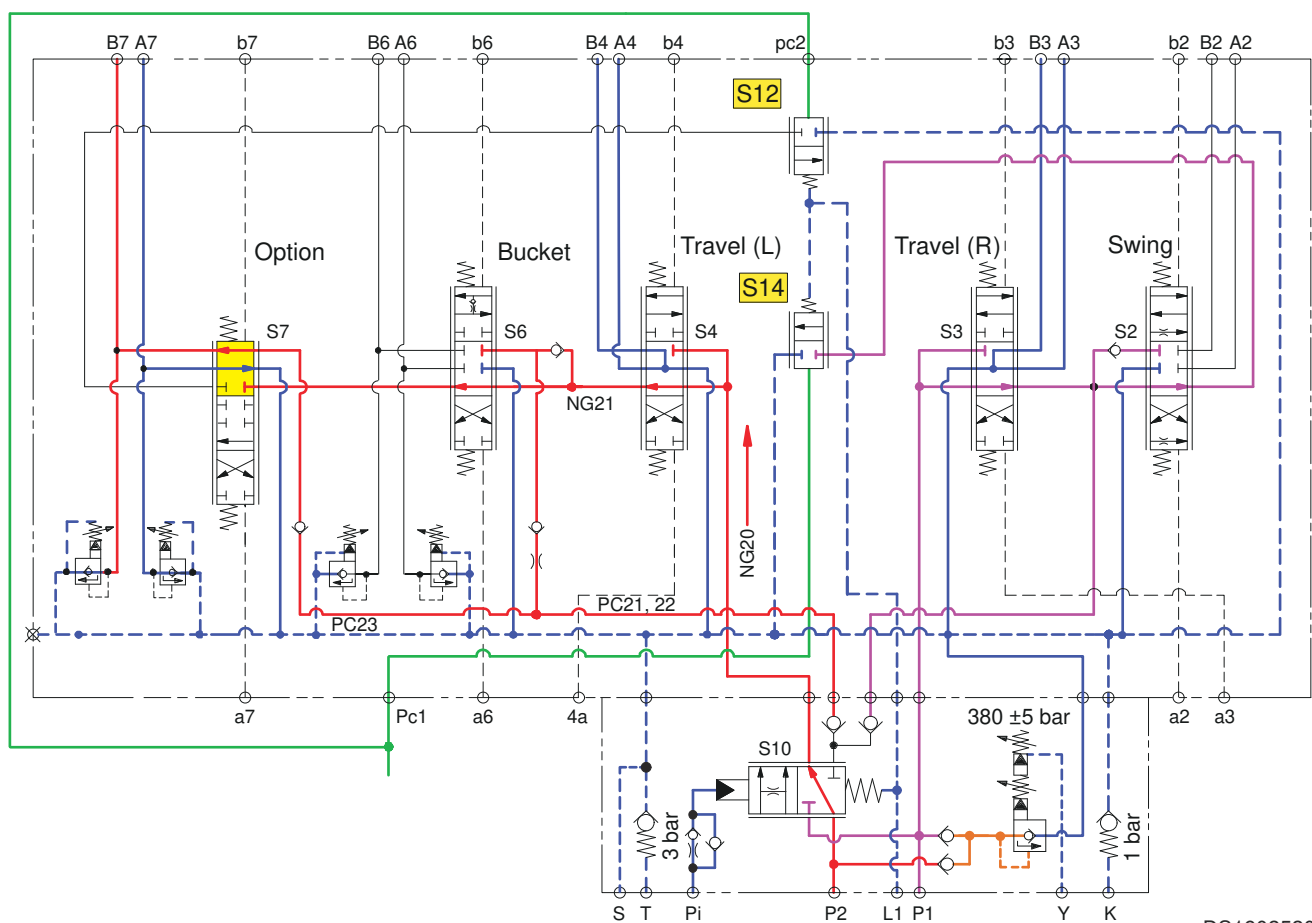 B7 A7 b7 B6 A6 b6 B4 A4 b4 pc2 b3 B3 A3 b2 B2 A2
S12
Option Bucket Travel (L) Travel (R) Swing
S14
S7 S6 S4 S3 S2
NG21
NG20
PC21, 22
PC23
a7 Pc1 a6 4a 380 ±5 bar a2 a3
S10
3 bar
1 bar
S T Pi P2 L1 P1 Y K